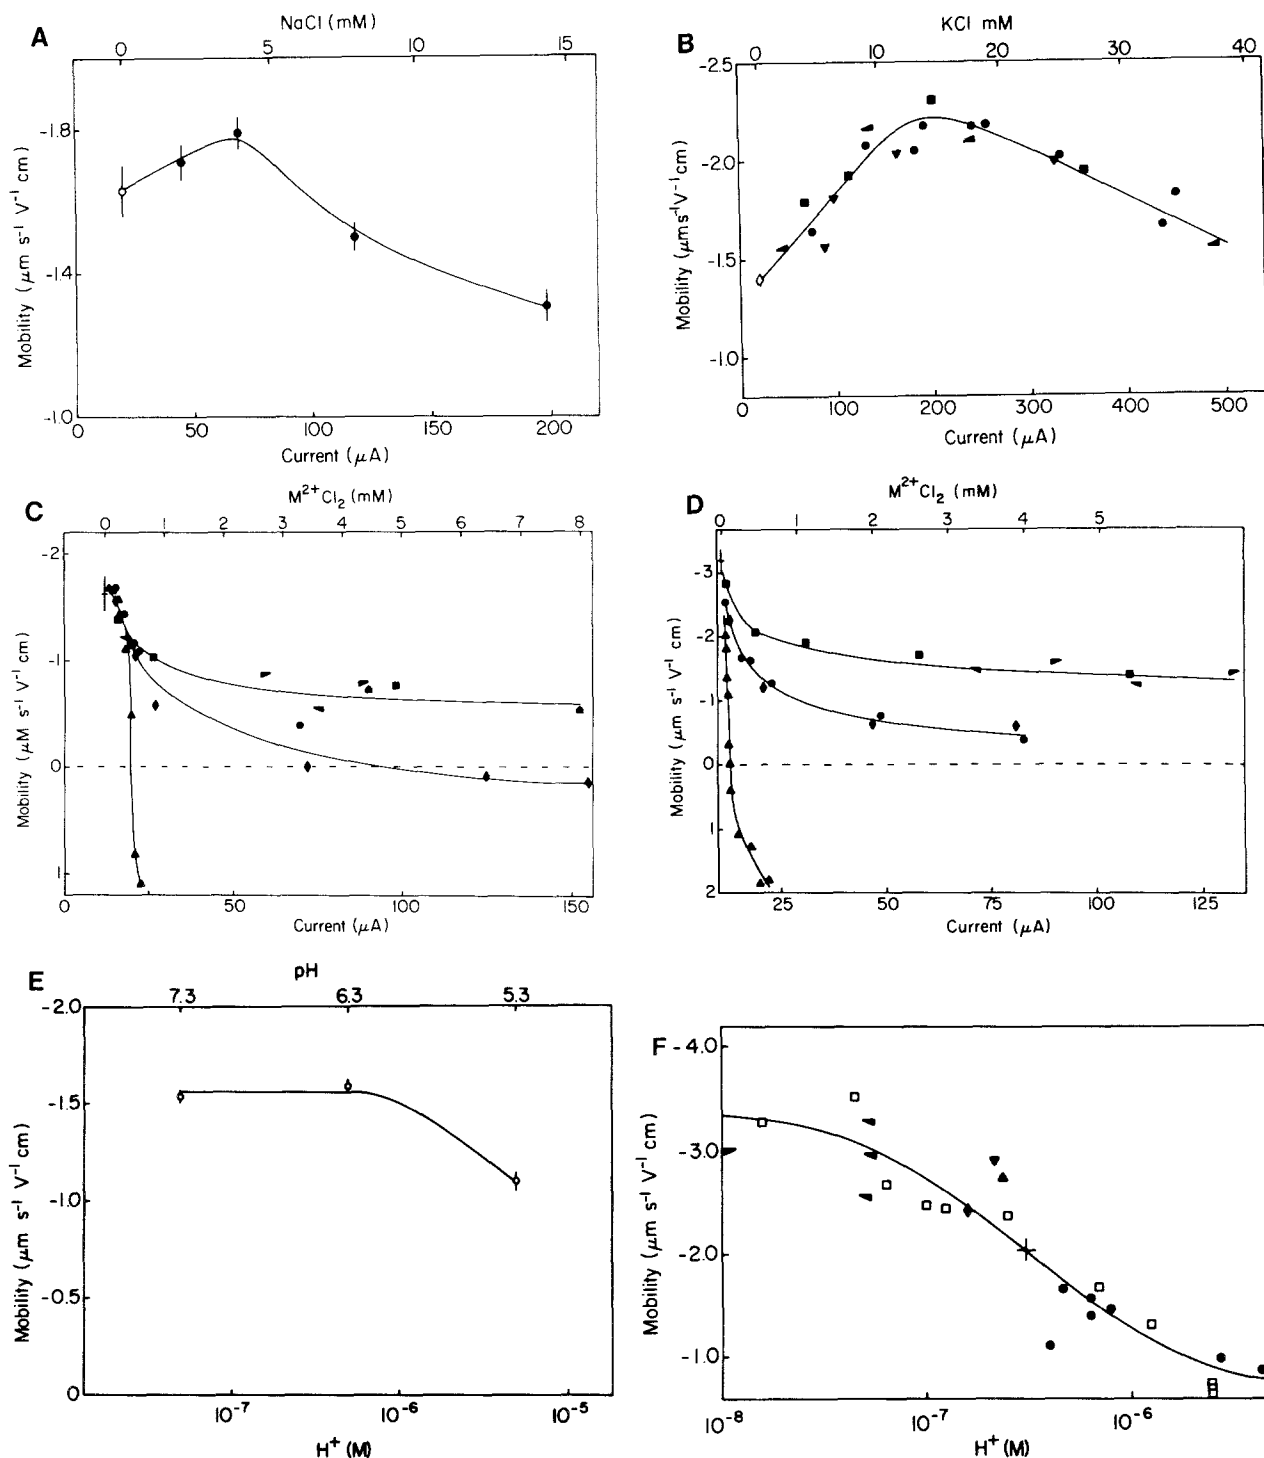 A
NaCl (mM)
0 5 10 15
-1.8
-1.4
-1.0
Mobility (μm s⁻¹ V⁻¹ cm)
0 50 100 150 200
Current (μA)
B
KCl mM
0 10 20 30 40
-2.5
-2.0
-1.5
-1.0
Mobility (μms⁻¹V⁻¹cm)
0 100 200 300 400 500
Current (μA)
C
M²⁺Cl₂ (mM)
0 1 2 3 4 5 6 7 8
-2
-1
0
1
Mobility (μM s⁻¹ V⁻¹ cm)
0 50 100 150
Current (μA)
D
M²⁺Cl₂ (mM)
0 1 2 3 4 5
-3
-2
-1
0
1
2
Mobility (μm s⁻¹ V⁻¹ cm)
25 50 75 100 125
Current (μA)
E
pH
7.3 6.3 5.3
-2.0
-1.5
-1.0
-0.5
0
Mobility (μm s⁻¹ V⁻¹ cm)
10⁻⁷ 10⁻⁶ 10⁻⁵
H⁺ (M)
F
-4.0
-3.0
-2.0
-1.0
Mobility (μm s⁻¹ V⁻¹ cm)
10⁻⁸ 10⁻⁷ 10⁻⁶
H⁺ (M)